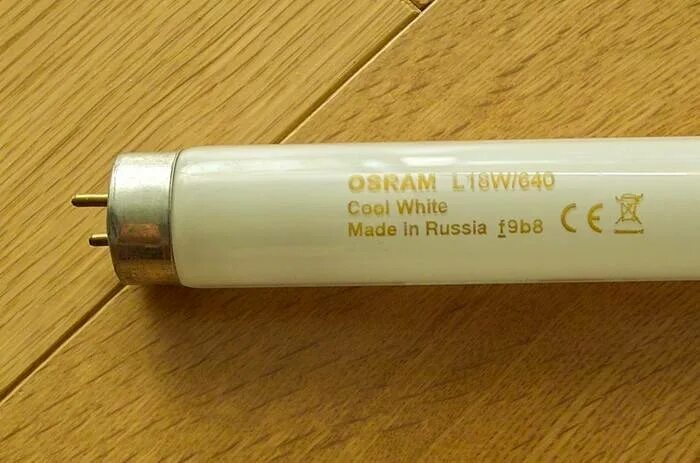 OSRAM L18W/640
Cool White
Made in Russia f9b8 CE